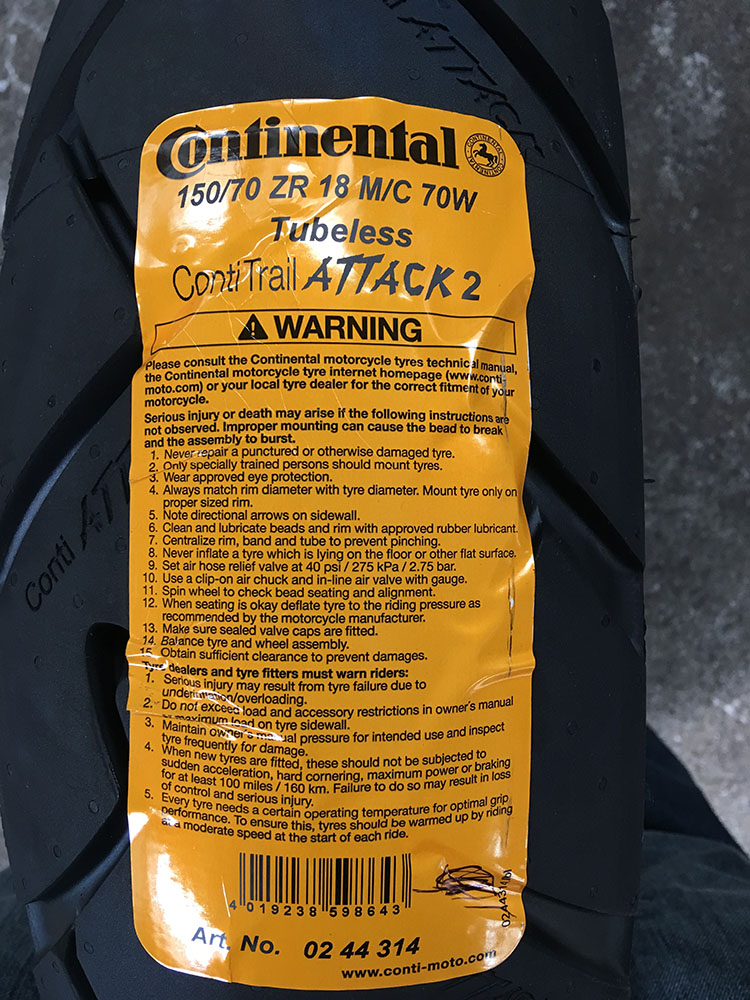 ATTACK
Continental
150/70 ZR 18 M/C 70W
Tubeless
ContiTrail ATTACK 2
WARNING
Please consult the Continental motorcycle tyres technical manual,
the Continental motorcycle tyre internet homepage (www.conti-
moto.com) or your local tyre dealer for the correct fitment of your
motorcycle.
Serious injury or death may arise if the following instructions are
not observed. Improper mounting can cause the bead to break
and the assembly to burst.
1. Never repair a punctured or otherwise damaged tyre.
2. Only specially trained persons should mount tyres.
3. Wear approved eye protection.
4. Always match rim diameter with tyre diameter. Mount tyre only on
proper sized rim.
5. Note directional arrows on sidewall.
6. Clean and lubricate beads and rim with approved rubber lubricant.
7. Centralize rim, band and tube to prevent pinching.
8. Never inflate a tyre which is lying on the floor or other flat surface.
9. Set air hose relief valve at 40 psi / 275 kPa / 2.75 bar.
10. Use a clip-on air chuck and in-line air valve with gauge.
11. Spin wheel to check bead seating and alignment.
12. When seating is okay deflate tyre to the riding pressure as
recommended by the motorcycle manufacturer.
13. Make sure sealed valve caps are fitted.
14. Balance tyre and wheel assembly.
15. Obtain sufficient clearance to prevent damages.
Tyre dealers and tyre fitters must warn riders:
1. Serious injury may result from tyre failure due to
underinflation/overloading.
2. Do not exceed load and accessory restrictions in owner's manual
or maximum load on tyre sidewall.
3. Maintain owner's manual pressure for intended use and inspect
tyre frequently for damage.
4. When new tyres are fitted, these should not be subjected to
sudden acceleration, hard cornering, maximum power or braking
for at least 100 miles / 160 km. Failure to do so may result in loss
of control and serious injury.
5. Every tyre needs a certain operating temperature for optimal grip
performance. To ensure this, tyres should be warmed up by riding
at a moderate speed at the start of each ride.
4 019238 598643
Art. No. 02 44 314
www.conti-moto.com
Conti ATT